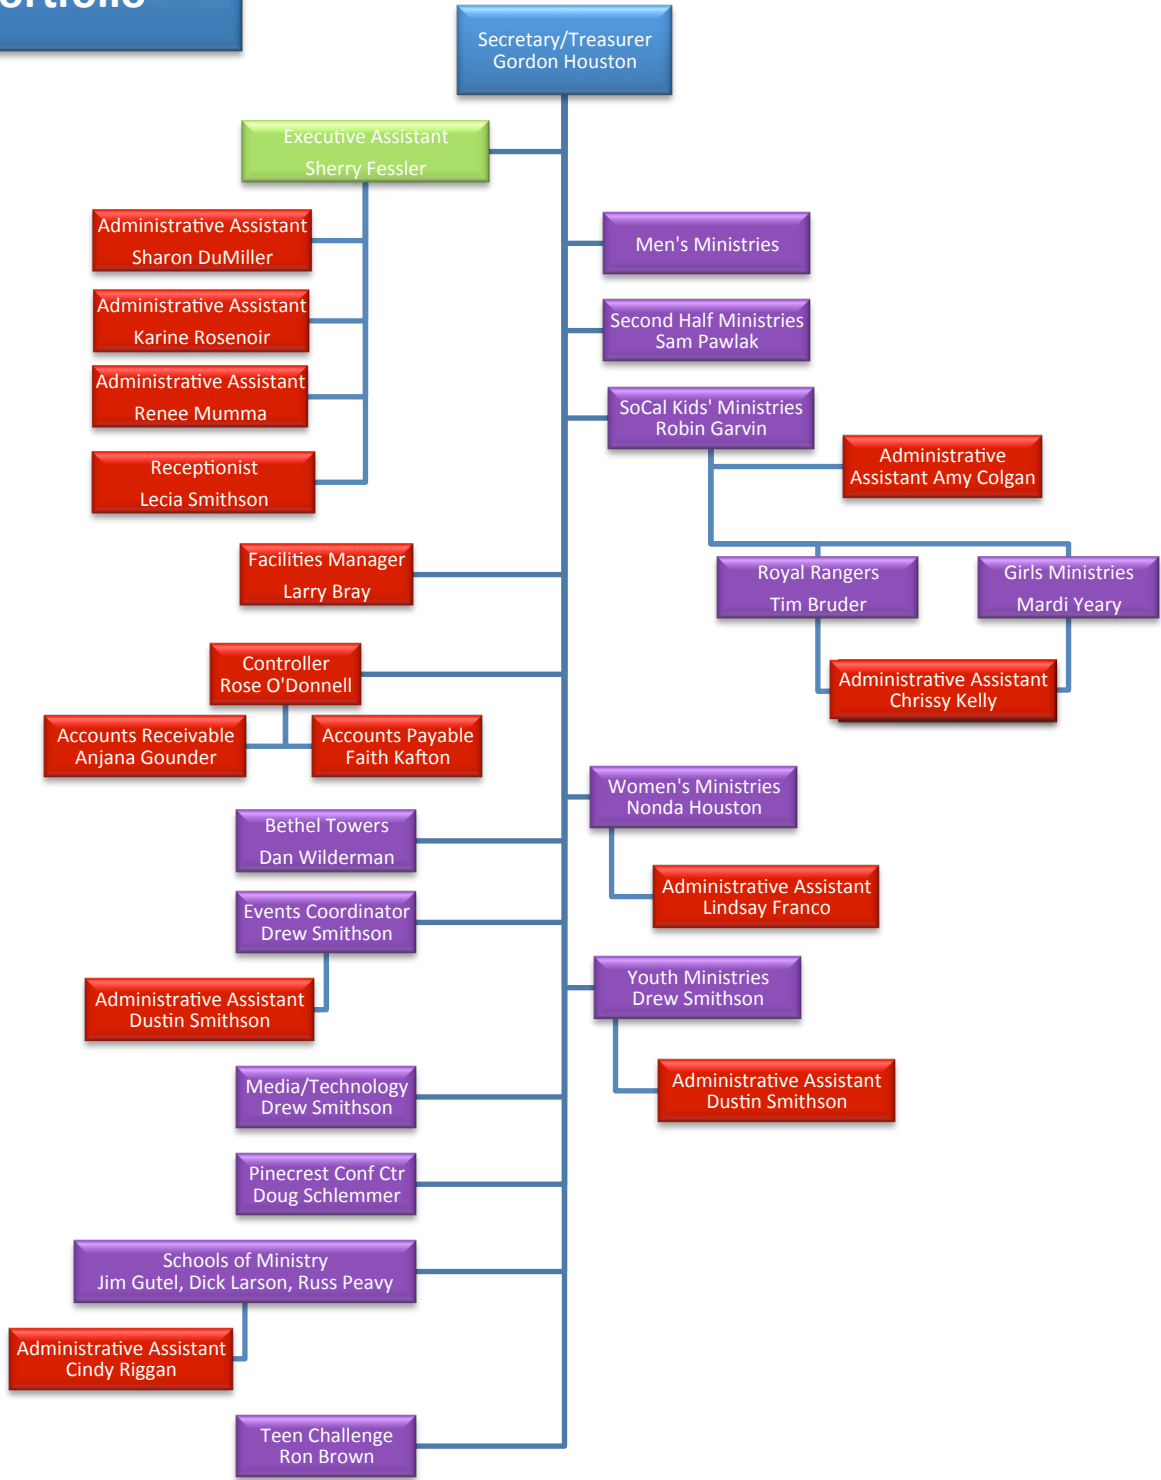 Secretary/Treasurer
Gordon Houston
Executive Assistant
Sherry Fessler
Administrative Assistant
Sharon DuMiller
Administrative Assistant
Karine Rosenoir
Administrative Assistant
Renee Mumma
Receptionist
Lecia Smithson
Men's Ministries
Second Half Ministries
Sam Pawlak
SoCal Kids' Ministries
Robin Garvin
Administrative
Assistant Amy Colgan
Royal Rangers
Tim Bruder
Girls Ministries
Mardi Yeary
Administrative Assistant
Chrissy Kelly
Facilities Manager
Larry Bray
Controller
Rose O'Donnell
Accounts Receivable
Anjana Gounder
Accounts Payable
Faith Kafton
Women's Ministries
Nonda Houston
Administrative Assistant
Lindsay Franco
Bethel Towers
Dan Wilderman
Events Coordinator
Drew Smithson
Administrative Assistant
Dustin Smithson
Youth Ministries
Drew Smithson
Administrative Assistant
Dustin Smithson
Media/Technology
Drew Smithson
Pinecrest Conf Ctr
Doug Schlemmer
Schools of Ministry
Jim Gutel, Dick Larson, Russ Peavy
Administrative Assistant
Cindy Riggan
Teen Challenge
Ron Brown